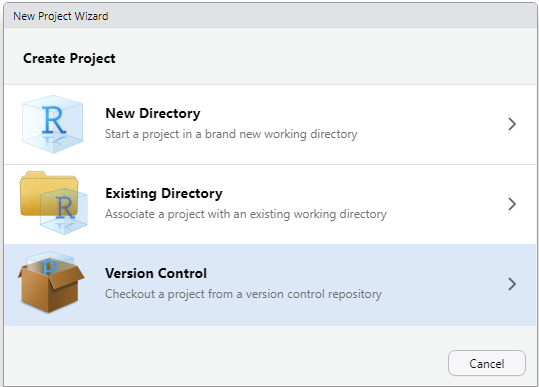 New Project Wizard
Create Project
R
New Directory
Start a project in a brand new working directory
R
Existing Directory
Associate a project with an existing working directory
R
Version Control
Checkout a project from a version control repository
Cancel